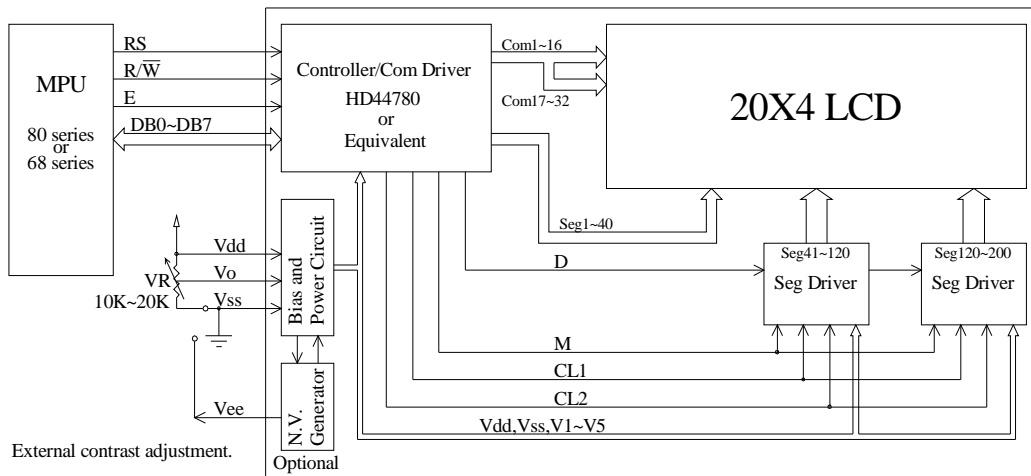 MPU
80 series
or
68 series
RS
R/W̅
E
DB0~DB7
Controller/Com Driver
HD44780
or
Equivalent
Com1~16
Com17~32
20X4 LCD
Seg1~40
D
Seg41~120
Seg Driver
Seg120~200
Seg Driver
Vdd
VR
Vo
10K~20K
Vss
Bias and
Power Circuit
M
CL1
CL2
Vdd,Vss,V1~V5
Vee
N.V.
Generator
Optional
External contrast adjustment.